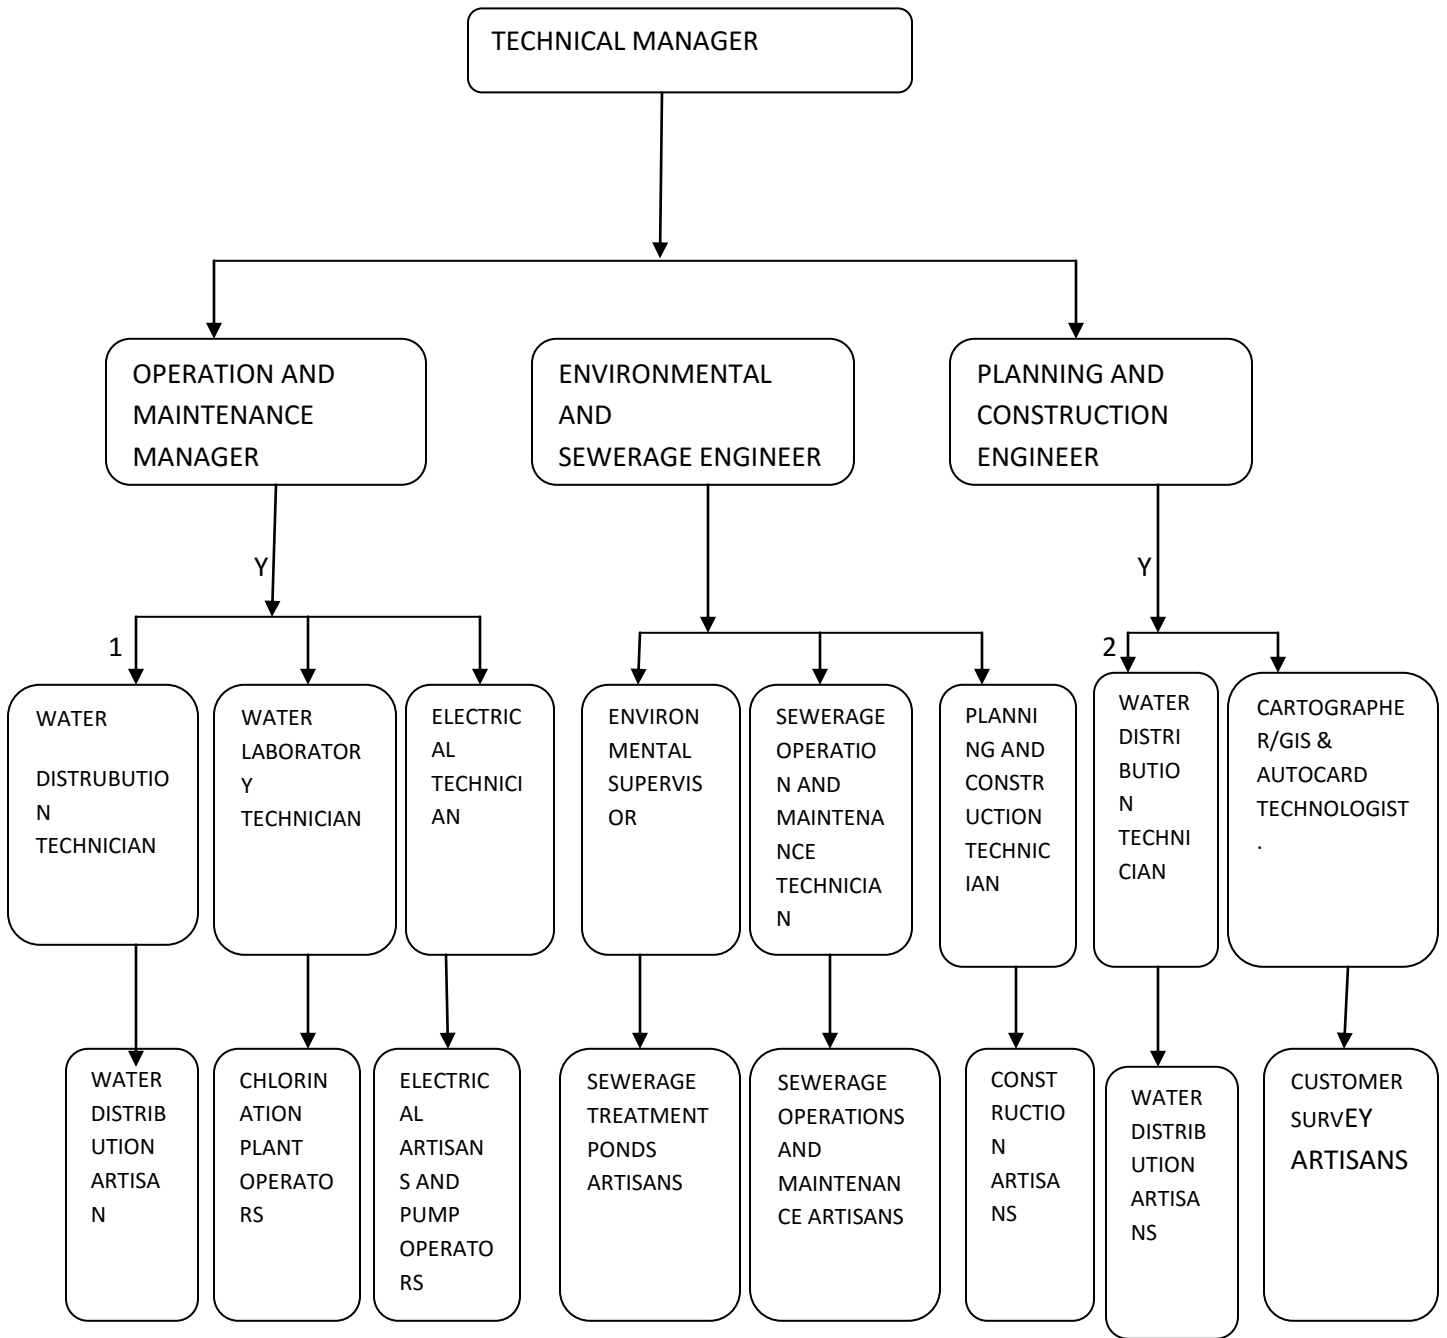 TECHNICAL MANAGER
OPERATION AND
MAINTENANCE
MANAGER
ENVIRONMENTAL
AND
SEWERAGE ENGINEER
PLANNING AND
CONSTRUCTION
ENGINEER
Y
Y
1
2
WATER
DISTRUBUTIO
N
TECHNICIAN
WATER
LABORATOR
Y
TECHNICIAN
ELECTRIC
AL
TECHNICI
AN
ENVIRON
MENTAL
SUPERVIS
OR
SEWERAGE
OPERATIO
N AND
MAINTENA
NCE
TECHNICIA
N
PLANNI
NG AND
CONSTR
UCTION
TECHNIC
IAN
WATER
DISTRI
BUTIO
N
TECHNI
CIAN
CARTOGRAPHE
R/GIS &
AUTOCARD
TECHNOLOGIST
.
WATER
DISTRIB
UTION
ARTISA
N
CHLORIN
ATION
PLANT
OPERATO
RS
ELECTRIC
AL
ARTISAN
S AND
PUMP
OPERATO
RS
SEWERAGE
TREATMENT
PONDS
ARTISANS
SEWERAGE
OPERATIONS
AND
MAINTENAN
CE ARTISANS
CONST
RUCTIO
N
ARTISA
NS
WATER
DISTRIB
UTION
ARTISA
NS
CUSTOMER
SURVEY
ARTISANS